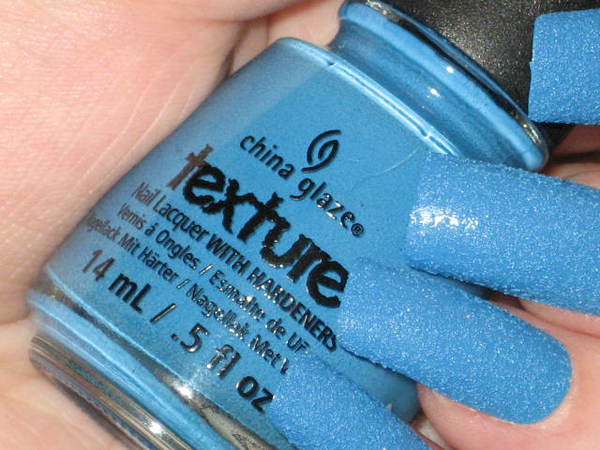 china glaze®
texture
Nail Lacquer WITH HARDENERS
Vernis à Ongles / Esmalte de
Nagellack Mit Härter / Nagellak Met
14 mL / .5 fl oz